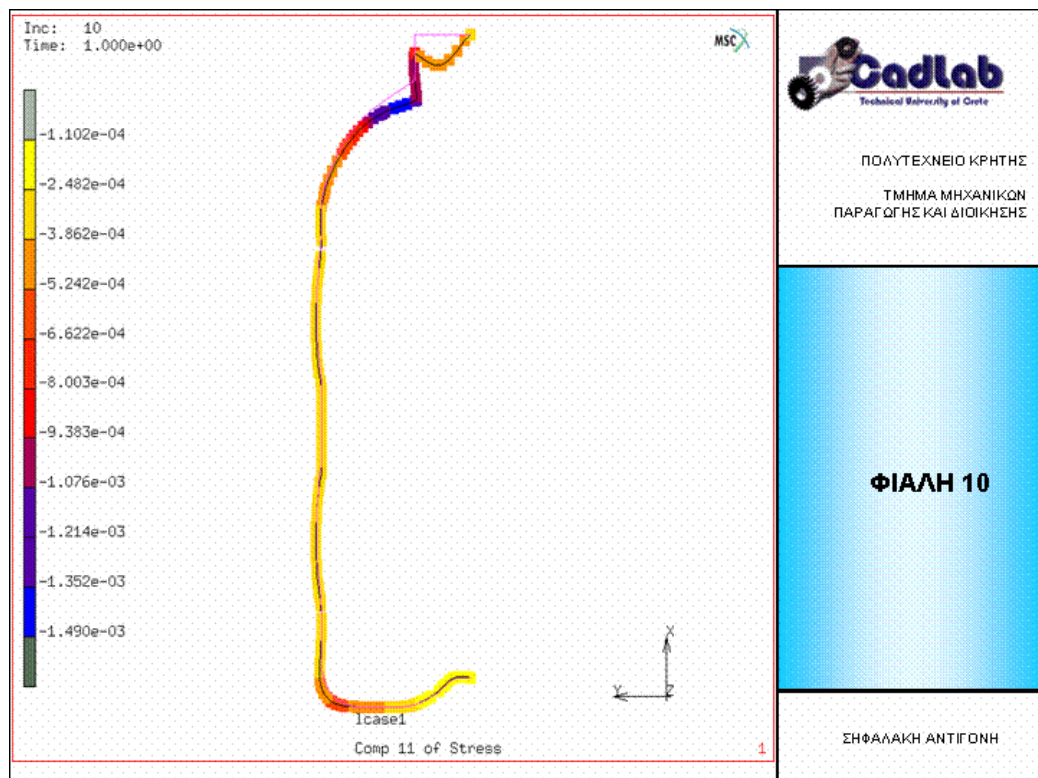 Inc: 10
Time: 1.000e+00
MSC X
-1.102e-04
-2.482e-04
-3.862e-04
-5.242e-04
-6.622e-04
-8.003e-04
-9.383e-04
-1.076e-03
-1.214e-03
-1.352e-03
-1.490e-03
X
Y
Z
lcase1
Comp 11 of Stress
1
CadLab
Technical University of Crete
ΠΟΛΥΤΕΧΝΕΙΟ ΚΡΗΤΗΣ
ΤΜΗΜΑ ΜΗΧΑΝΙΚΩΝ
ΠΑΡΑΓΩΓΗΣ ΚΑΙ ΔΙΟΙΚΗΣΗΣ
ΦΙΑΛΗ 10
ΣΗΦΑΛΑΚΗ ΑΝΤΙΓΟΝΗ